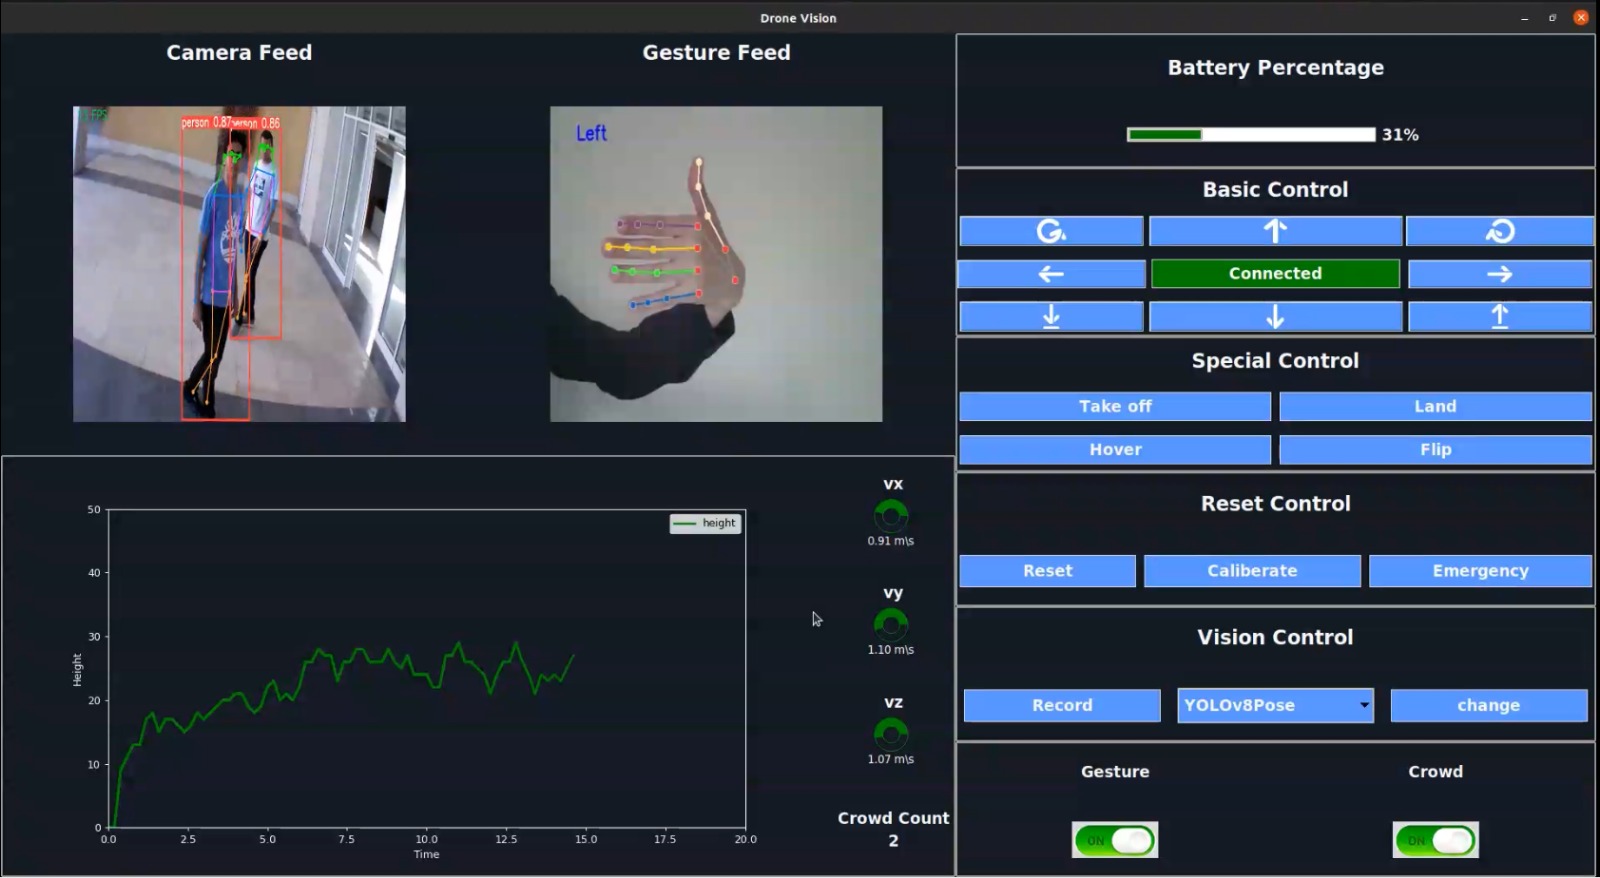 Drone Vision
Camera Feed
Gesture Feed
FPS
person 0.87
person 0.86
Left
Battery Percentage
31%
Basic Control
Connected
Special Control
Take off
Land
Hover
Flip
Reset Control
Reset
Caliberate
Emergency
Vision Control
Record
YOLOv8Pose
change
Gesture
Crowd
ON
ON
height
50
40
30
20
10
0
Height
0.0
2.5
5.0
7.5
10.0
12.5
15.0
17.5
20.0
Time
vx
0.91 m\s
vy
1.10 m\s
vz
1.07 m\s
Crowd Count
2